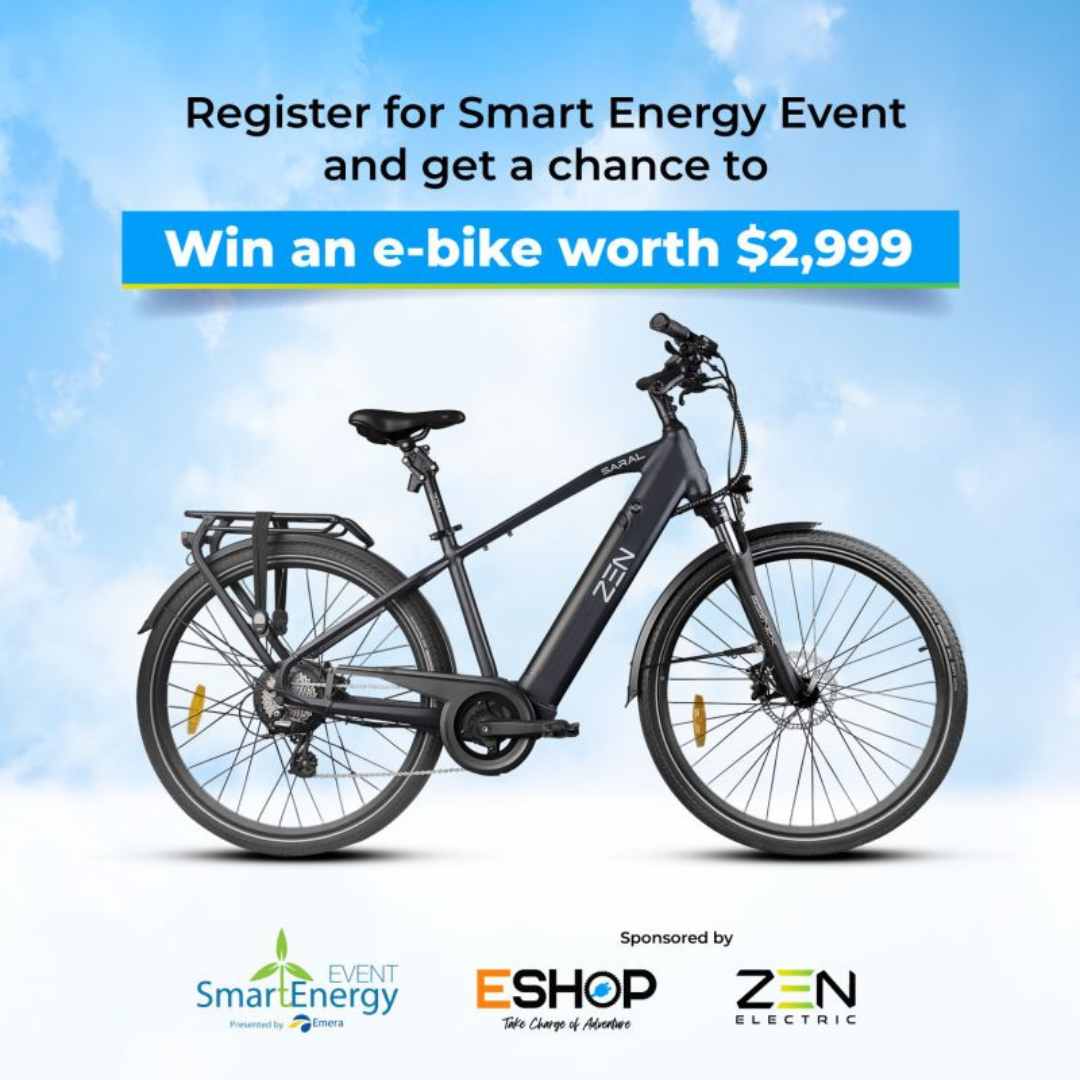 Register for Smart Energy Event
and get a chance to
Win an e-bike worth $2,999
SARAL
ZEN
Sponsored by
EVENT
SmartEnergy
Presented by Emera
ESHOP
Take Charge of Adventure
ZEN
ELECTRIC